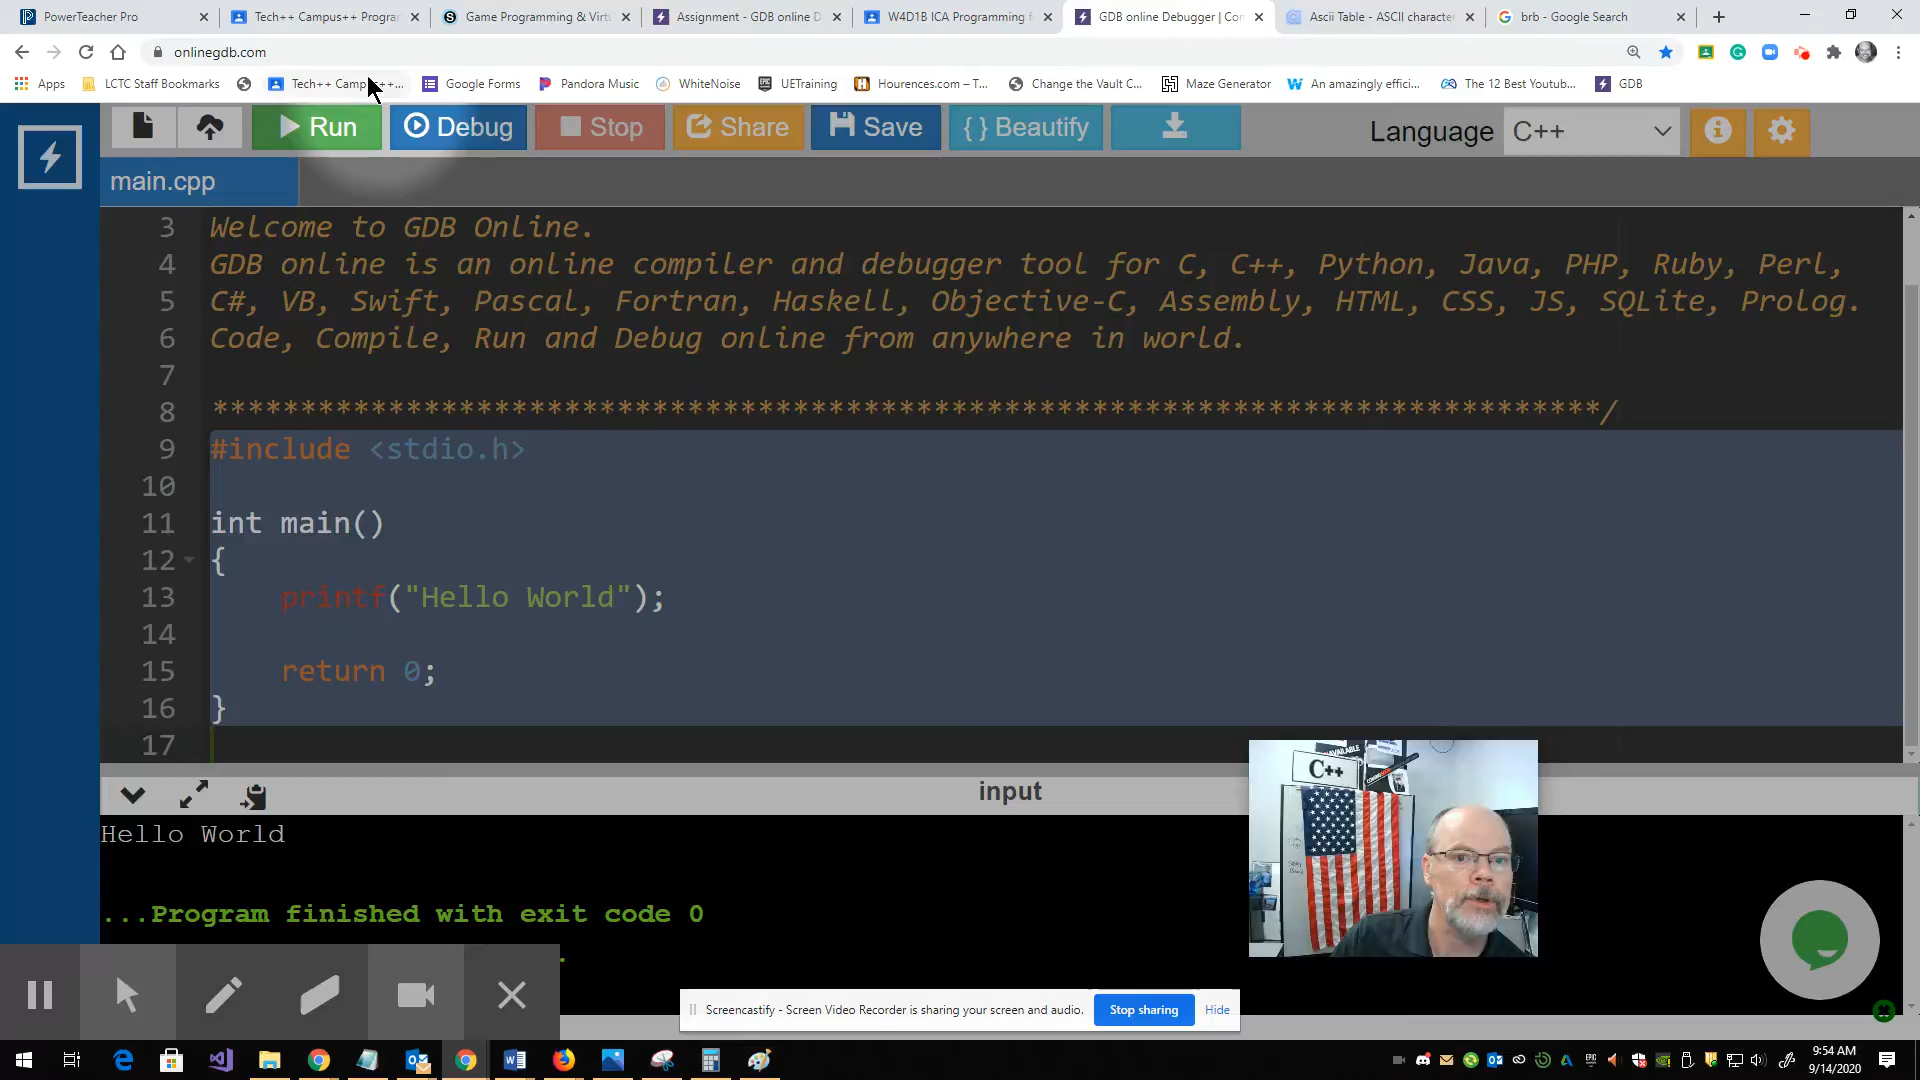 PowerTeacher Pro
Tech++ Campus++ Progra
Game Programming & Virtu
Assignment - GDB online D
W4D1B ICA Programming f
GDB online Debugger | Co
Ascii Table - ASCII characte
brb - Google Search
onlinegdb.com
Apps
LCTC Staff Bookmarks
Tech++ Campus++...
Google Forms
Pandora Music
WhiteNoise
UETraining
Hourences.com – T...
Change the Vault C...
Maze Generator
An amazingly effici...
The 12 Best Youtub...
GDB
Run
Debug
Stop
Share
Save
{ } Beautify
Language
C++
main.cpp
3 Welcome to GDB Online.
4 GDB online is an online compiler and debugger tool for C, C++, Python, Java, PHP, Ruby, Perl,
5 C#, VB, Swift, Pascal, Fortran, Haskell, Objective-C, Assembly, HTML, CSS, JS, SQLite, Prolog.
6 Code, Compile, Run and Debug online from anywhere in world.
7
8 *******************************************************************************/
9 #include <stdio.h>
10
11 int main()
12 {
13 printf("Hello World");
14
15 return 0;
16 }
17
input
Hello World
...Program finished with exit code 0
C++
Screencastify - Screen Video Recorder is sharing your screen and audio.
Stop sharing
Hide
9:54 AM
9/14/2020